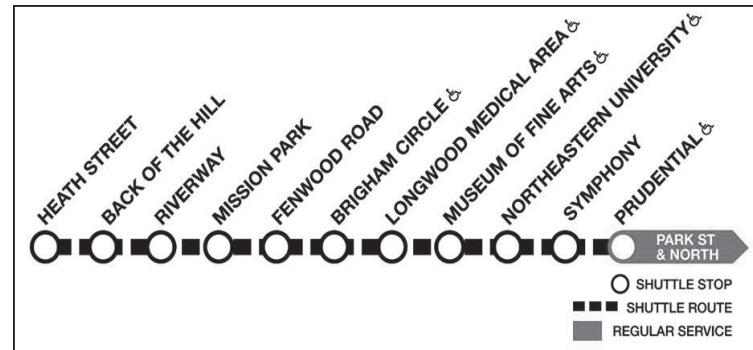 HEATH STREET
BACK OF THE HILL
RIVERWAY
MISSION PARK
FENWOOD ROAD
BRIGHAM CIRCLE
LONGWOOD MEDICAL AREA
MUSEUM OF FINE ARTS
NORTHEASTERN UNIVERSITY
SYMPHONY
PRUDENTIAL
PARK ST
& NORTH
SHUTTLE STOP
SHUTTLE ROUTE
REGULAR SERVICE